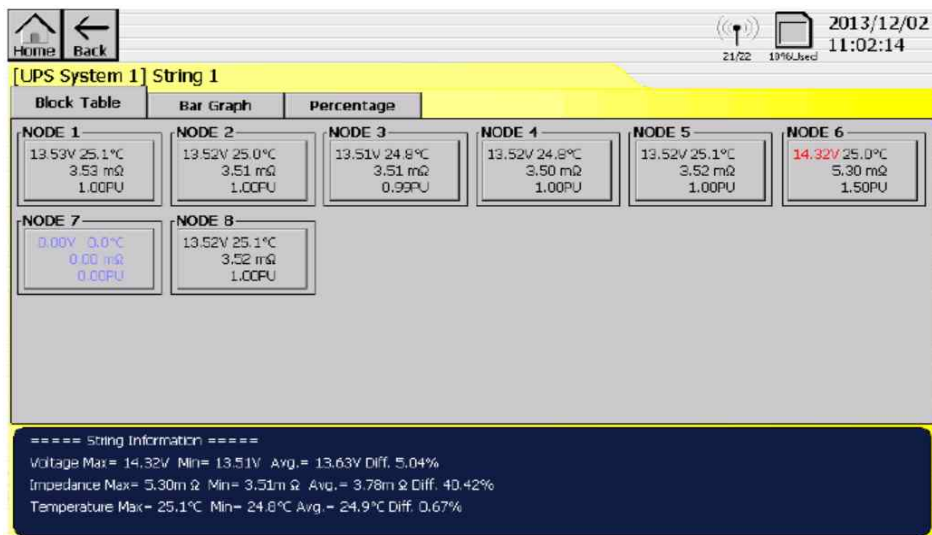 Home Back
21/22 10%Used
2013/12/02
11:02:14
[UPS System 1] String 1
Block Table Bar Graph Percentage
NODE 1 NODE 2 NODE 3 NODE 4 NODE 5 NODE 6
13.53V 25.1°C 13.52V 25.0°C 13.51V 24.8°C 13.52V 24.8°C 13.52V 25.1°C 14.32V 25.0°C
3.53 mΩ 3.51 mΩ 3.51 mΩ 3.50 mΩ 3.52 mΩ 5.30 mΩ
1.00PU 1.00PU 0.99PU 1.00PU 1.00PU 1.50PU
NODE 7 NODE 8
0.00V 0.0°C 13.52V 25.1°C
0.00 mΩ 3.52 mΩ
0.00PU 1.00PU
===== String Information =====
Voltage Max= 14.32V Min= 13.51V Avg.= 13.63V Diff. 5.04%
Impedance Max= 5.30m Ω Min= 3.51m Ω Avg.= 3.78m Ω Diff. 40.42%
Temperature Max= 25.1°C Min= 24.8°C Avg.= 24.9°C Diff. 0.67%